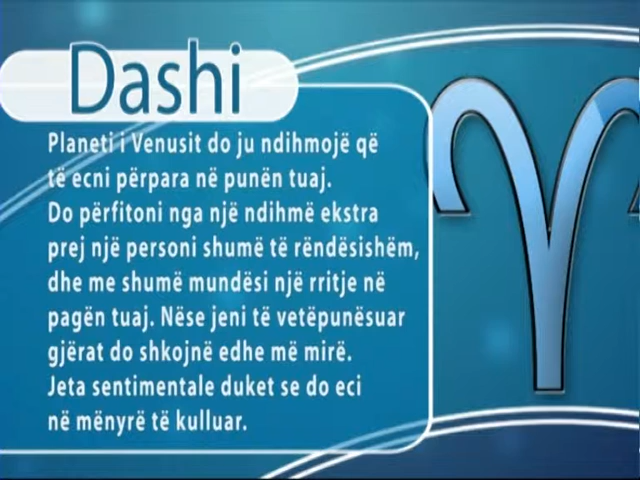 Dashi
Planeti i Venusit do ju ndihmojë që
të ecni përpara në punën tuaj.
Do përfitoni nga një ndihmë ekstra
prej një personi shumë të rëndësishëm,
dhe me shumë mundësi një rritje në
pagën tuaj. Nëse jeni të vetëpunësuar
gjërat do shkojnë edhe më mirë.
Jeta sentimentale duket se do eci
në mënyrë të kulluar.